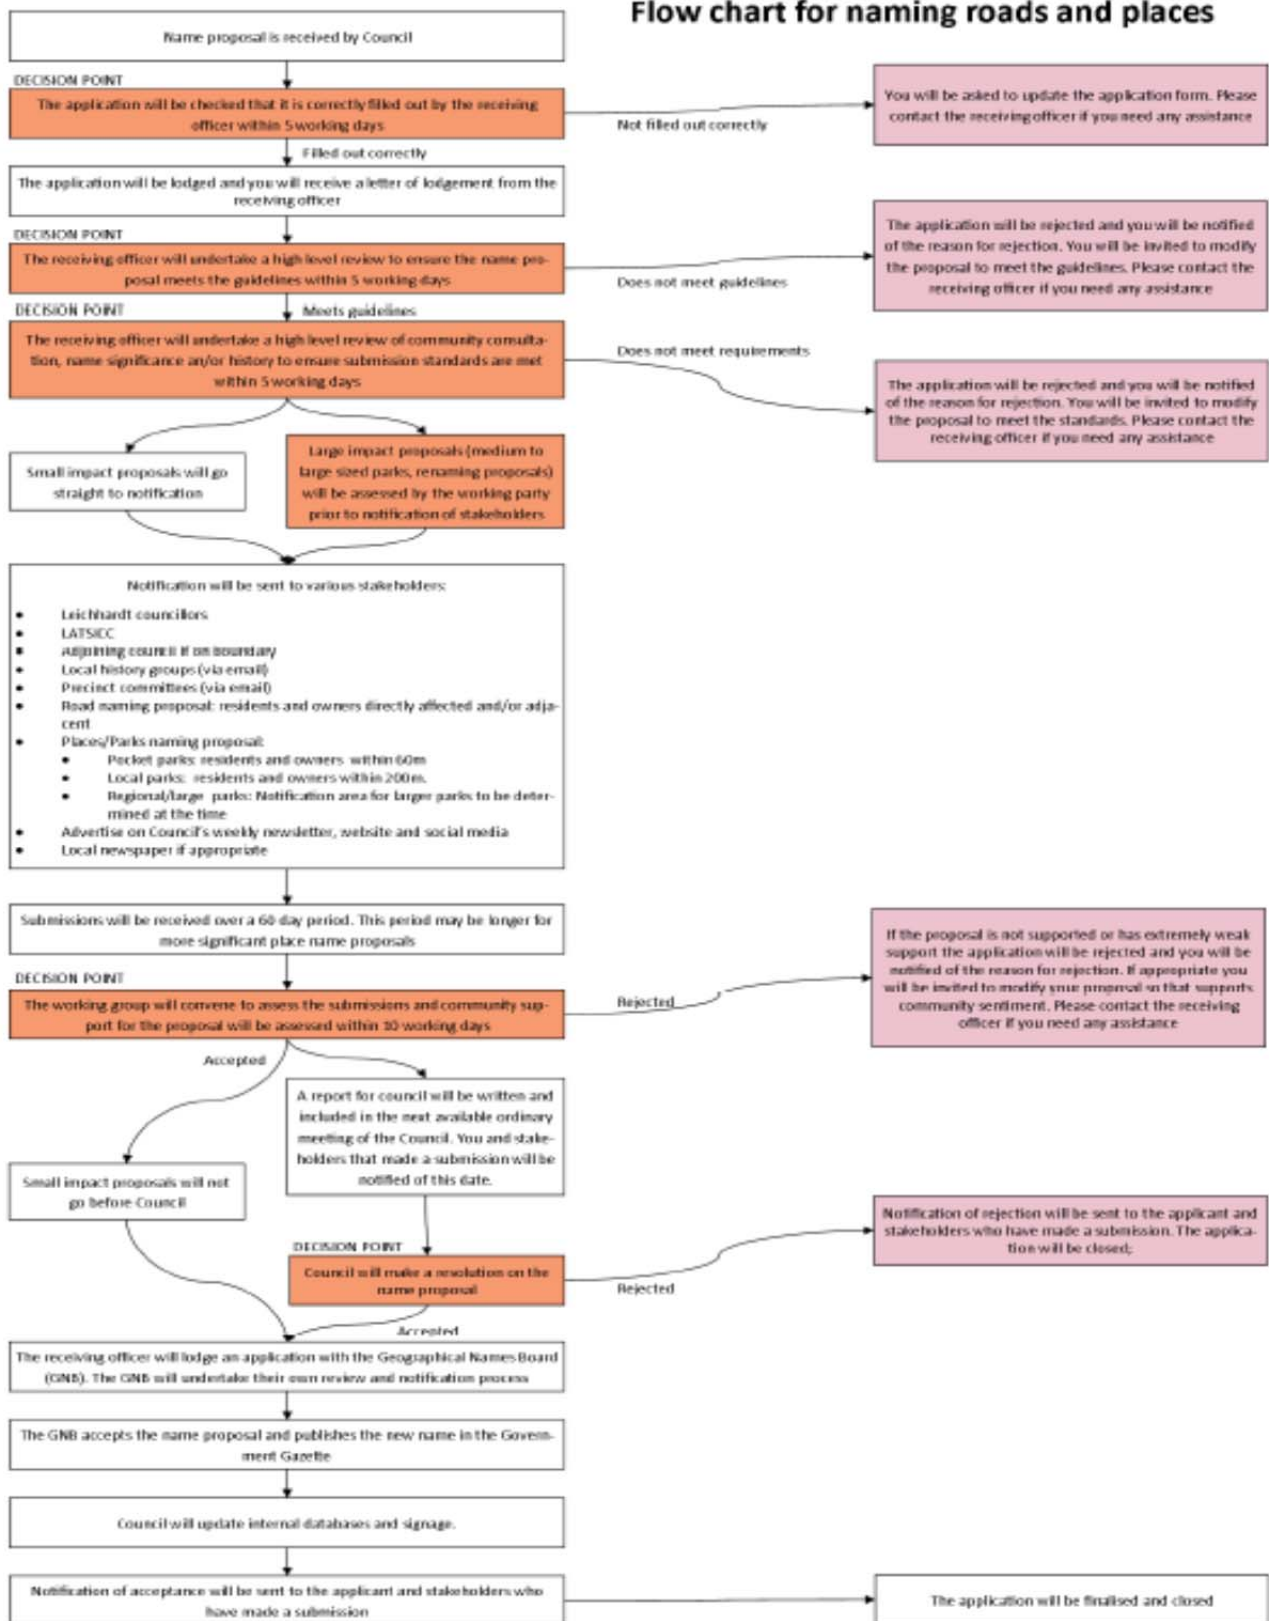 Flow chart for naming roads and places
Name proposal is received by Council
DECISION POINT
The application will be checked that it is correctly filled out by the receiving
officer within 5 working days
Not filled out correctly
You will be asked to update the application form. Please
contact the receiving officer if you need any assistance
Filled out correctly
The application will be lodged and you will receive a letter of lodgement from the
receiving officer
DECISION POINT
The receiving officer will undertake a high level review to ensure the name pro-
posal meets the guidelines within 5 working days
Does not meet guidelines
The application will be rejected and you will be notified
of the reason for rejection. You will be invited to modify
the proposal to meet the guidelines. Please contact the
receiving officer if you need any assistance
DECISION POINT
Meets guidelines
The receiving officer will undertake a high level review of community consulta-
tion, name significance an/or history to ensure submission standards are met
within 5 working days
Does not meet requirements
The application will be rejected and you will be notified
of the reason for rejection. You will be invited to modify
the proposal to meet the standards. Please contact the
receiving officer if you need any assistance
Small impact proposals will go
straight to notification
Large impact proposals (medium to
large sized parks, renaming proposals)
will be assessed by the working party
prior to notification of stakeholders
Notification will be sent to various stakeholders:
• Leichhardt councillors
• LATSICC
• Adjoining council if on boundary
• Local history groups (via email)
• Precinct committees (via email)
• Road naming proposal: residents and owners directly affected and/or adja-
cent
• Places/Parks naming proposal:
• Pocket parks: residents and owners within 60m
• Local parks: residents and owners within 200m.
• Regional/large parks: Notification area for larger parks to be deter-
mined at the time
• Advertise on Council's weekly newsletter, website and social media
• Local newspaper if appropriate
Submissions will be received over a 60 day period. This period may be longer for
more significant place name proposals
DECISION POINT
The working group will convene to assess the submissions and community sup-
port for the proposal will be assessed within 10 working days
Rejected
If the proposal is not supported or has extremely weak
support the application will be rejected and you will be
notified of the reason for rejection. If appropriate you
will be invited to modify your proposal so that supports
community sentiment. Please contact the receiving
officer if you need any assistance
Accepted
A report for council will be written and
included in the next available ordinary
meeting of the Council. You and stake-
holders that made a submission will be
notified of this date.
Small impact proposals will not
go before Council
DECISION POINT
Council will make a resolution on the
name proposal
Rejected
Notification of rejection will be sent to the applicant and
stakeholders who have made a submission. The applica-
tion will be closed;
Accepted
The receiving officer will lodge an application with the Geographical Names Board
(GNB). The GNB will undertake their own review and notification process
The GNB accepts the name proposal and publishes the new name in the Govern-
ment Gazette
Council will update internal databases and signage.
Notification of acceptance will be sent to the applicant and stakeholders who
have made a submission
The application will be finalised and closed